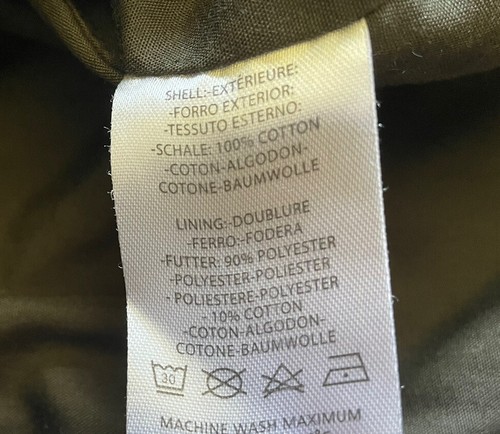 SHELL:-EXTÉRIEURE:
-FORRO EXTERIOR:
-TESSUTO ESTERNO:
-SCHALE: 100% COTTON
-COTON-ALGODON-
COTONE-BAUMWOLLE
LINING:-DOUBLURE
-FERRO:-FODERA
-FUTTER: 90% POLYESTER
-POLYESTER-POLIESTER
- POLIESTERE-POLYESTER
- 10% COTTON
-COTON-ALGODON-
COTONE-BAUMWOLLE
30
MACHINE WASH MAXIMUM